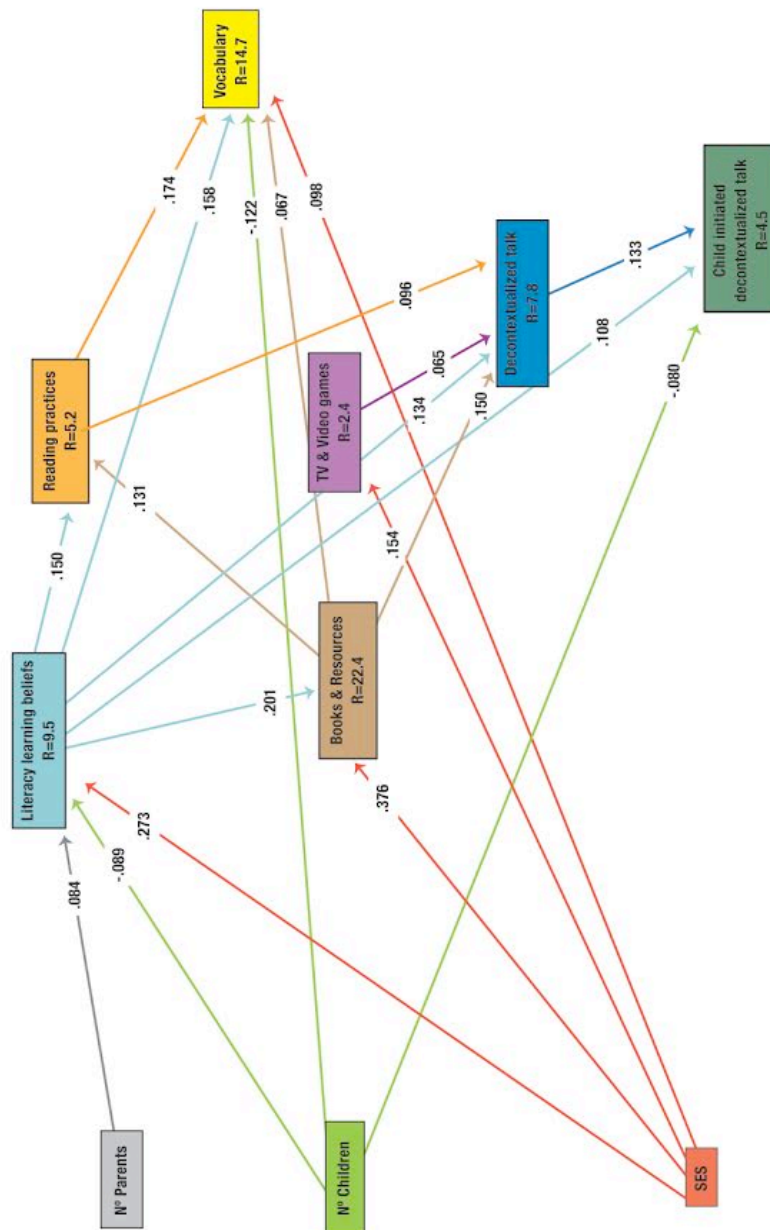 Nº Parents
.084
Literacy learning beliefs
R=9.5
.150
Reading practices
R=5.2
.174
Vocabulary
R=14.7
-.089
.273
.131
.158
.201
-.122
.067
Nº Children
.376
Books & Resources
R=22.4
TV & Video games
R=2.4
.098
.154
.134
.065
.096
.150
Decontextualized talk
R=7.8
.108
.133
-.080
SES
Child initiated
decontextualized talk
R=4.5